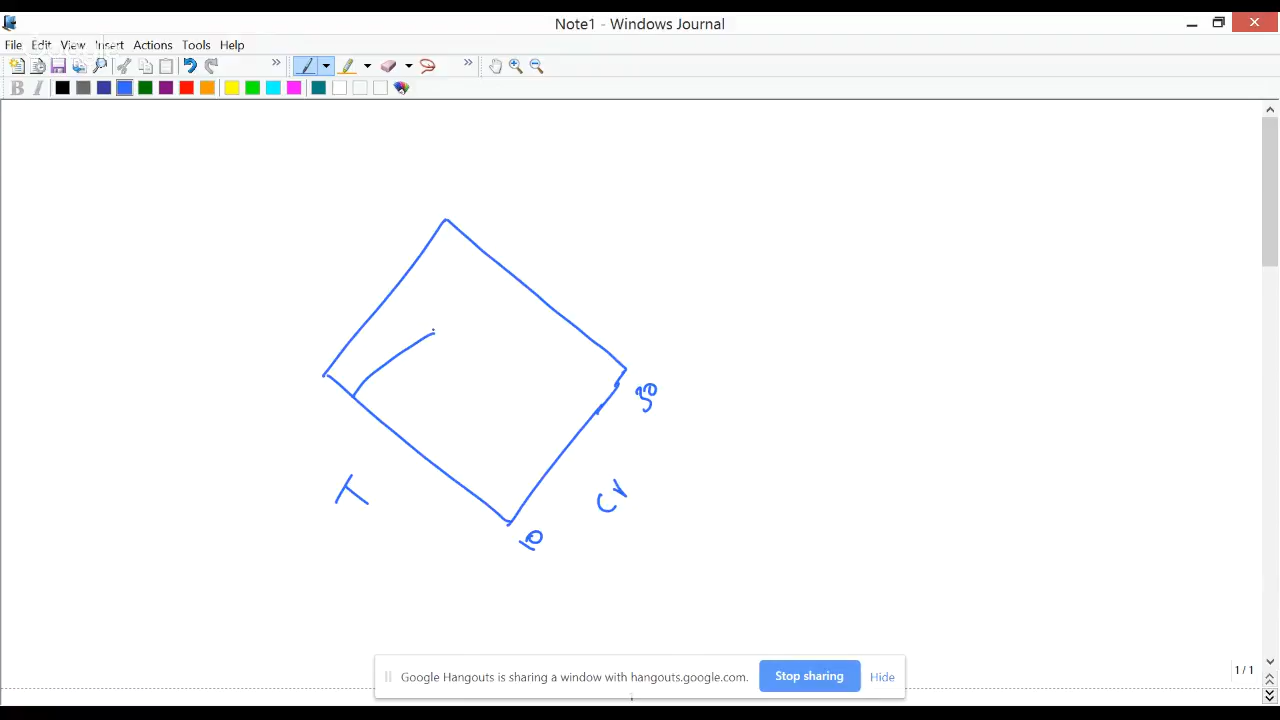 Note1 - Windows Journal
File Edit View Insert Actions Tools Help
B I
T
10
1/1
Google Hangouts is sharing a window with hangouts.google.com. Stop sharing Hide